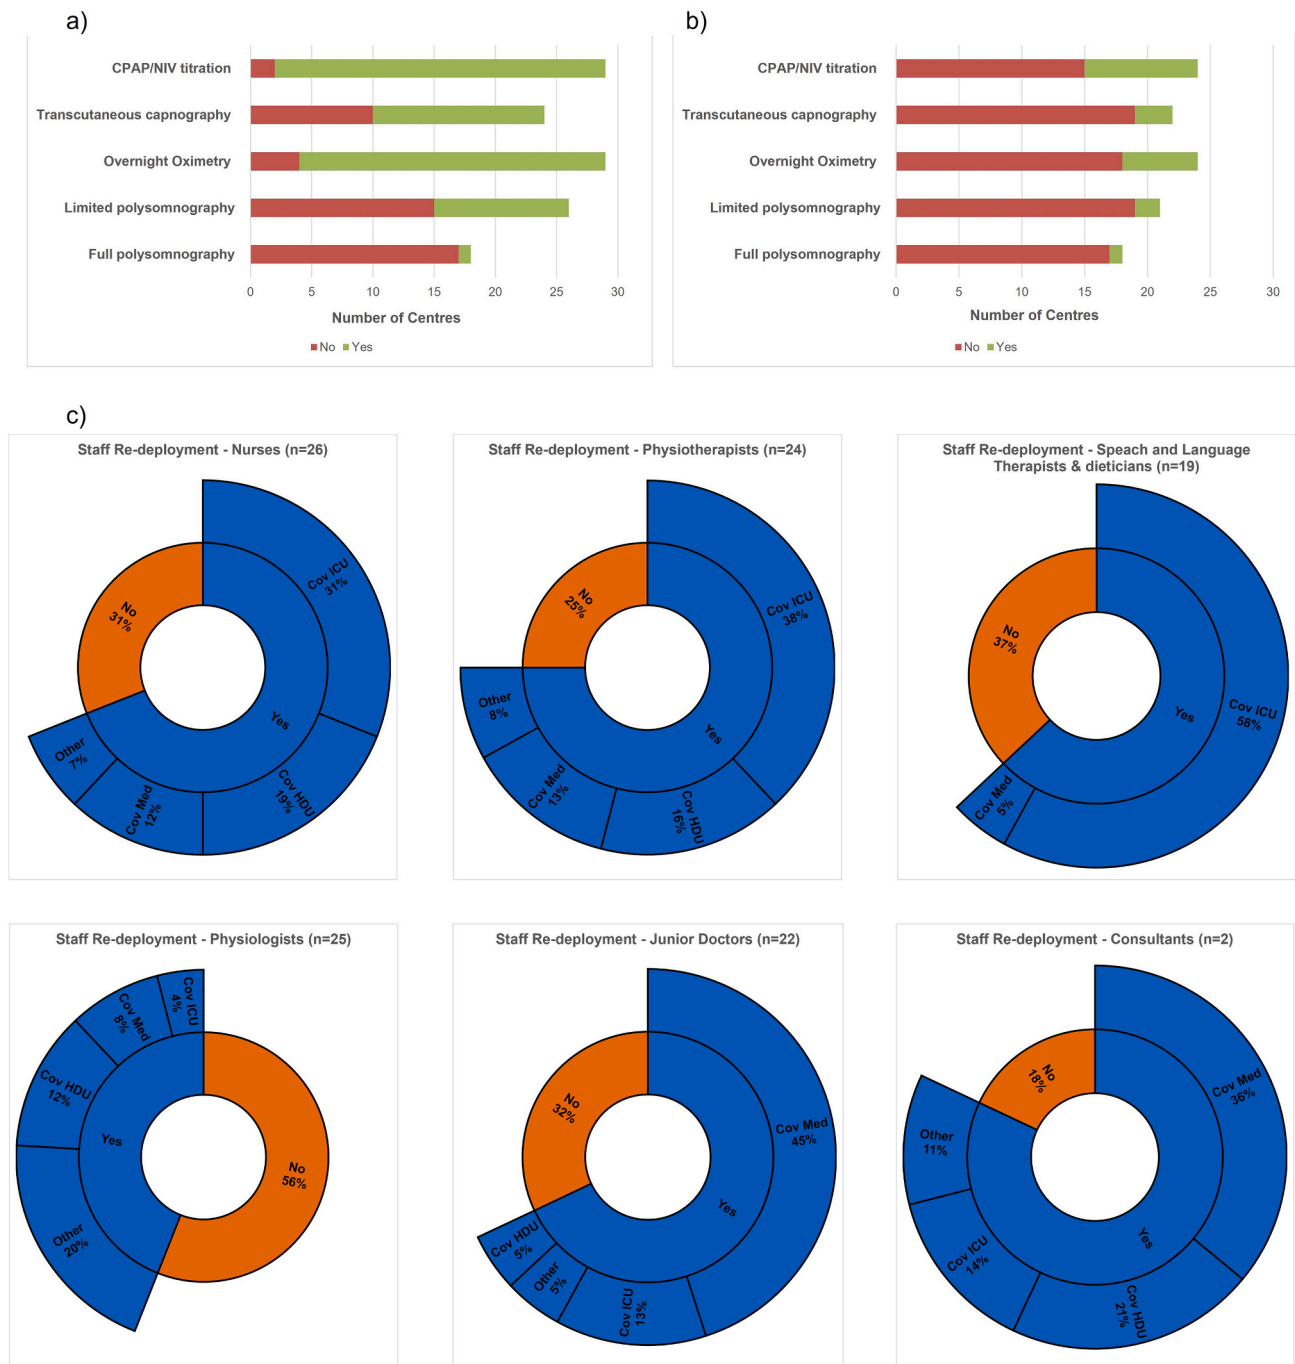 a)
CPAP/NIV titration
Transcutaneous capnography
Overnight Oximetry
Limited polysomnography
Full polysomnography
0 5 10 15 20 25 30
Number of Centres
No Yes
b)
CPAP/NIV titration
Transcutaneous capnography
Overnight Oximetry
Limited polysomnography
Full polysomnography
0 5 10 15 20 25 30
Number of Centres
No Yes
c)
Staff Re-deployment - Nurses (n=26)
Cov ICU
31%
Cov HDU
19%
Cov Med
12%
Other
7%
No
31%
Yes
Staff Re-deployment - Physiotherapists (n=24)
Cov ICU
38%
Cov HDU
16%
Cov Med
13%
Other
8%
No
25%
Yes
Staff Re-deployment - Speach and Language
Therapists & dieticians (n=19)
Cov ICU
58%
Cov Med
5%
No
37%
Yes
Staff Re-deployment - Physiologists (n=25)
Cov ICU
4%
Cov Med
8%
Cov HDU
12%
Other
20%
Yes
No
56%
Staff Re-deployment - Junior Doctors (n=22)
Cov Med
45%
Cov ICU
13%
Other
5%
Cov HDU
5%
No
32%
Yes
Staff Re-deployment - Consultants (n=2)
Cov Med
36%
Cov HDU
21%
Cov ICU
14%
Other
11%
No
18%
Yes